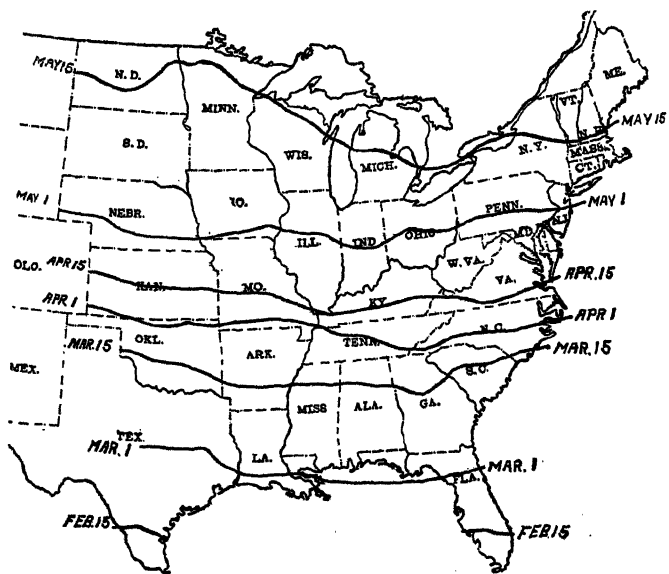 MAY 15
N. D.
MINN.
ME.
VT.
N. H.
MAY 15
S. D.
WIS.
MICH.
N. Y.
MASS.
CT.
MAY 1
NEBR.
IO.
ILL.
IND
OHIO
PENN.
N.J.
MAY 1
MD.
OLO.
APR 15
KAN.
MO.
KY.
W. VA.
VA.
APR. 15
APR 1
APR 1
OKL.
ARK.
TENN.
N. C.
MAR. 15
MAR. 15
MEX.
MISS
ALA.
GA.
S. C.
TEX.
MAR. 1
LA.
FLA.
MAR. 1
FEB. 15
FEB. 15